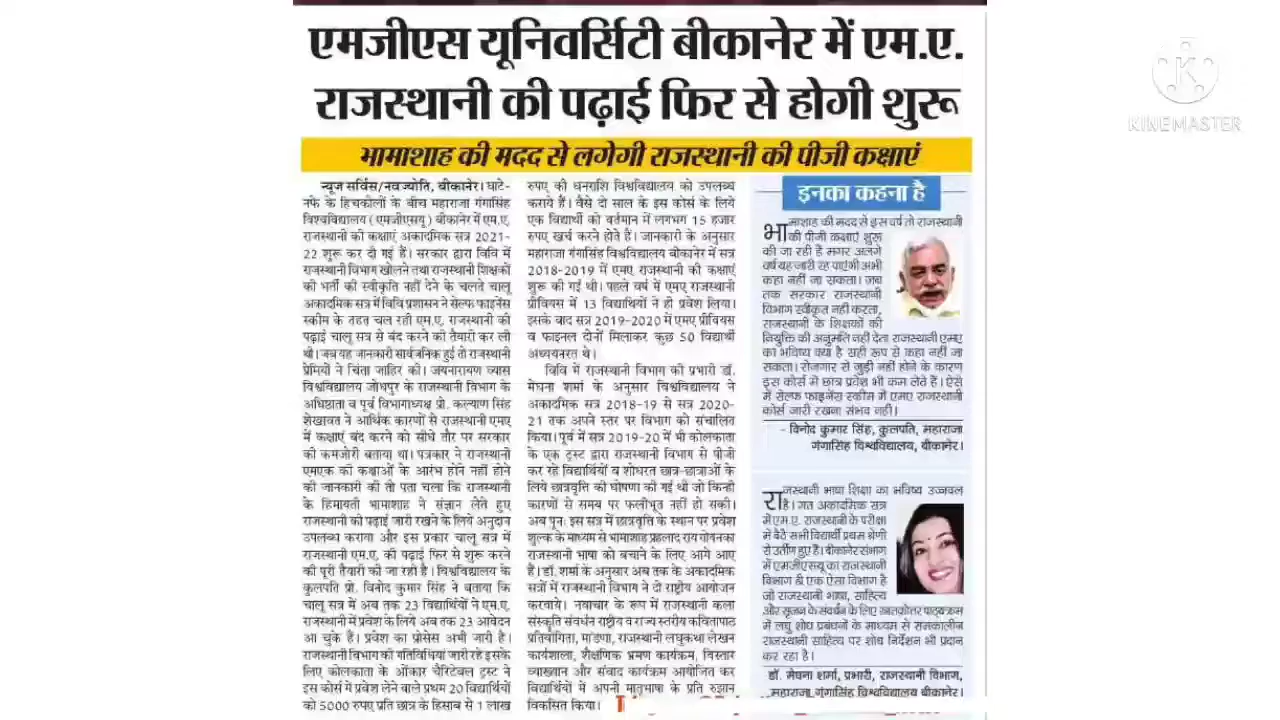 एमजीएस यूनिवर्सिटी बीकानेर में एम.ए.
राजस्थानी की पढ़ाई फिर से होगी शुरू
भामाशाह की मदद से लगेगी राजस्थानी की पीजी कक्षाएं
न्यूज सर्विस/नवज्योति, बीकानेर। घाटे-
नफे के हिचकोलों के बीच महाराजा गंगासिंह
विश्वविद्यालय ( एमजीएसयू ) बीकानेर में एम.ए.
राजस्थानी की कक्षाएं अकादमिक सत्र 2021-
22 शुरू कर दी गई हैं। सरकार द्वारा विवि में
राजस्थानी विभाग खोलने तथा राजस्थानी शिक्षकों
की भर्ती की स्वीकृति नहीं देने के चलते चालू
अकादमिक सत्र में विवि प्रशासन ने सेल्फ फाइनेंस
स्कीम के तहत चल रही एम.ए. राजस्थानी की
पढ़ाई चालू सत्र से बंद करने की तैयारी कर ली
थी। जब यह जानकारी सार्वजनिक हुई तो राजस्थानी
प्रेमियों ने चिंता जाहिर की। जयनारायण व्यास
विश्वविद्यालय जोधपुर के राजस्थानी विभाग के
अधिष्ठाता व पूर्व विभागाध्यक्ष प्रो. कल्याण सिंह
शेखावत ने आर्थिक कारणों से राजस्थानी एमए
में कक्षाएं बंद करने को सीधे तौर पर सरकार
की कमजोरी बताया था। पत्रकार ने राजस्थानी
एमएक की कक्षाओं के आरंभ होने नहीं होने
की जानकारी की तो पता चला कि राजस्थानी
के हिमायती भामाशाह ने संज्ञान लेते हुए
राजस्थानी की पढ़ाई जारी रखने के लिये अनुदान
उपलब्ध कराया और इस प्रकार चालू सत्र में
राजस्थानी एम.ए. की पढ़ाई फिर से शुरू करने
की पूरी तैयारी की जा रही है। विश्वविद्यालय के
कुलपति प्रो. विनोद कुमार सिंह ने बताया कि
चालू सत्र में अब तक 23 विद्यार्थियों ने एम.ए.
राजस्थानी में प्रवेश के लिये अब तक 23 आवेदन
आ चुके हैं। प्रवेश का प्रोसेस अभी जारी है।
राजस्थानी विभाग की गतिविधियां जारी रहे इसके
लिए कोलकाता के ओंकार चैरिटेबल ट्रस्ट ने
इस कोर्स में प्रवेश लेने वाले प्रथम 20 विद्यार्थियों
को 5000 रुपए प्रति छात्र के हिसाब से 1 लाख
रुपए की धनराशि विश्वविद्यालय को उपलब्ध
कराये हैं। वैसे दो साल के इस कोर्स के लिये
एक विद्यार्थी को वर्तमान में लगभग 15 हजार
रुपए खर्च करने होते हैं। जानकारी के अनुसार
महाराजा गंगासिंह विश्वविद्यालय बीकानेर में सत्र
2018-2019 में एमए राजस्थानी की कक्षाएं
शुरू की गई थी। पहले वर्ष में एमए राजस्थानी
प्रीवियस में 13 विद्यार्थियों ने ही प्रवेश लिया।
इसके बाद सत्र 2019-2020 में एमए प्रीवियस
व फाइनल दोनों मिलाकर कुछ 50 विद्यार्थी
अध्ययनरत थे।
विवि में राजस्थानी विभाग की प्रभारी डॉ.
मेघना शर्मा के अनुसार विश्वविद्यालय ने
अकादमिक सत्र 2018-19 से सत्र 2020-
21 तक अपने स्तर पर विभाग को संचालित
किया। पूर्व में सत्र 2019-20 में भी कोलकाता
के एक ट्रस्ट द्वारा राजस्थानी विभाग से पीजी
कर रहे विद्यार्थियों व शोधरत छात्र-छात्राओं के
लिये छात्रवृत्ति की घोषणा की गई थी जो किन्हीं
कारणों से समय पर फलीभूत नहीं हो सकी।
अब पुन: इस सत्र में छात्रवृत्ति के स्थान पर प्रवेश
शुल्क के माध्यम से भामाशाह प्रहलाद राय गोयनका
राजस्थानी भाषा को बचाने के लिए आगे आए
हैं। डॉ. शर्मा के अनुसार अब तक के अकादमिक
सत्रों में राजस्थानी विभाग ने दो राष्ट्रीय आयोजन
करवाये। नवाचार के रूप में राजस्थानी कला
संस्कृति संवर्धन राष्ट्रीय व राज्य स्तरीय कवितापाठ
प्रतियोगिता, मांडणा, राजस्थानी लघुकथा लेखन
कार्यशाला, शैक्षणिक भ्रमण कार्यक्रम, विस्तार
व्याख्यान और संवाद कार्यक्रम आयोजित कर
विद्यार्थियों में अपनी मातृभाषा के प्रति रुझान
विकसित किया।
इनका कहना है
भामाशाह की मदद से इस वर्ष तो राजस्थानी
की पीजी कक्षाएं शुरू
की जा रही है मगर अगले
वर्ष यह जारी रह पाएंगी अभी
कहा नहीं जा सकता। जब
तक सरकार राजस्थानी
विभाग स्वीकृत नहीं करता,
राजस्थानी के शिक्षकों की
नियुक्ति की अनुमति नहीं देता राजस्थानी एमए
का भविष्य क्या है सही रूप से कहा नहीं जा
सकता। रोजगार से जुड़ी नहीं होने के कारण
इस कोर्स में छात्र प्रवेश भी कम लेते हैं। ऐसे
में सेल्फ फाइनेंस स्कीम में एमए राजस्थानी
कोर्स जारी रखना संभव नहीं।
- विनोद कुमार सिंह, कुलपति, महाराजा
गंगासिंह विश्वविद्यालय, बीकानेर।
राजस्थानी भाषा शिक्षा का भविष्य उज्जवल
है। गत अकादमिक सत्र
में एम.ए. राजस्थानी के परीक्षा
में बैठे सभी विद्यार्थी प्रथम श्रेणी
से उत्तीर्ण हुए हैं। बीकानेर संभाग
में एमजीएसयू का राजस्थानी
विभाग ही एक ऐसा विभाग है
जो राजस्थानी भाषा, साहित्य
और सृजन के संवर्धन के लिए स्नातकोत्तर पाठ्यक्रम
में लघु शोध प्रबंधनों के माध्यम से समकालीन
राजस्थानी साहित्य पर शोध निर्देशन भी प्रदान
कर रहा है।
डॉ. मेघना शर्मा, प्रभारी, राजस्थानी विभाग,
महाराजा गंगासिंह विश्वविद्यालय बीकानेर।
KINEMASTER